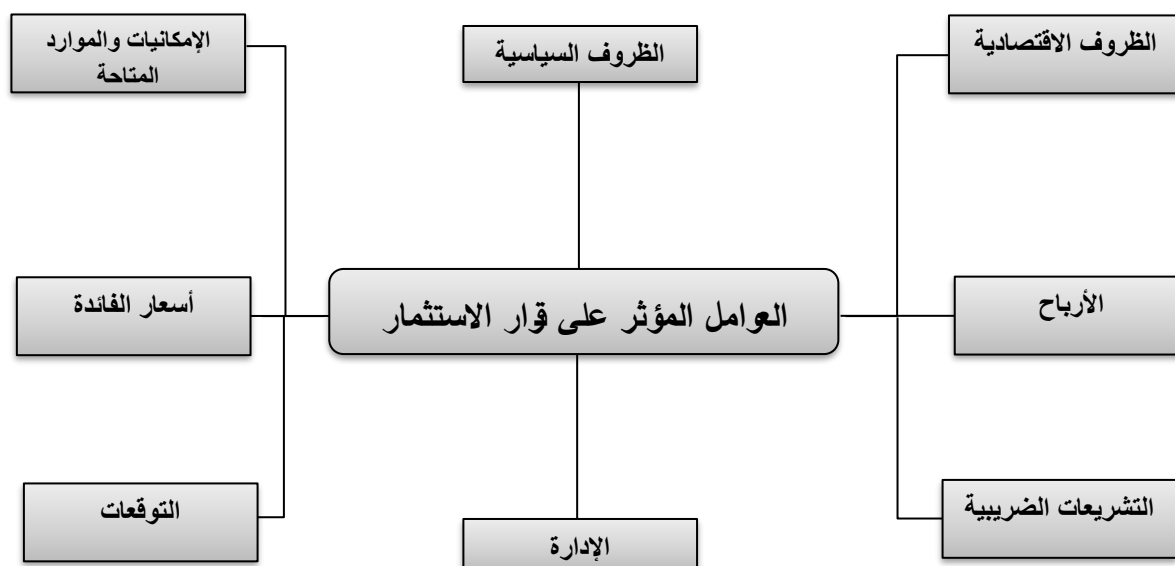 الظروف الاقتصادية
الظروف السياسية
الإمكانيات والموارد
المتاحة
العوامل المؤثر على قرار الاستثمار
الأرباح
أسعار الفائدة
التشريعات الضريبية
الإدارة
التوقعات